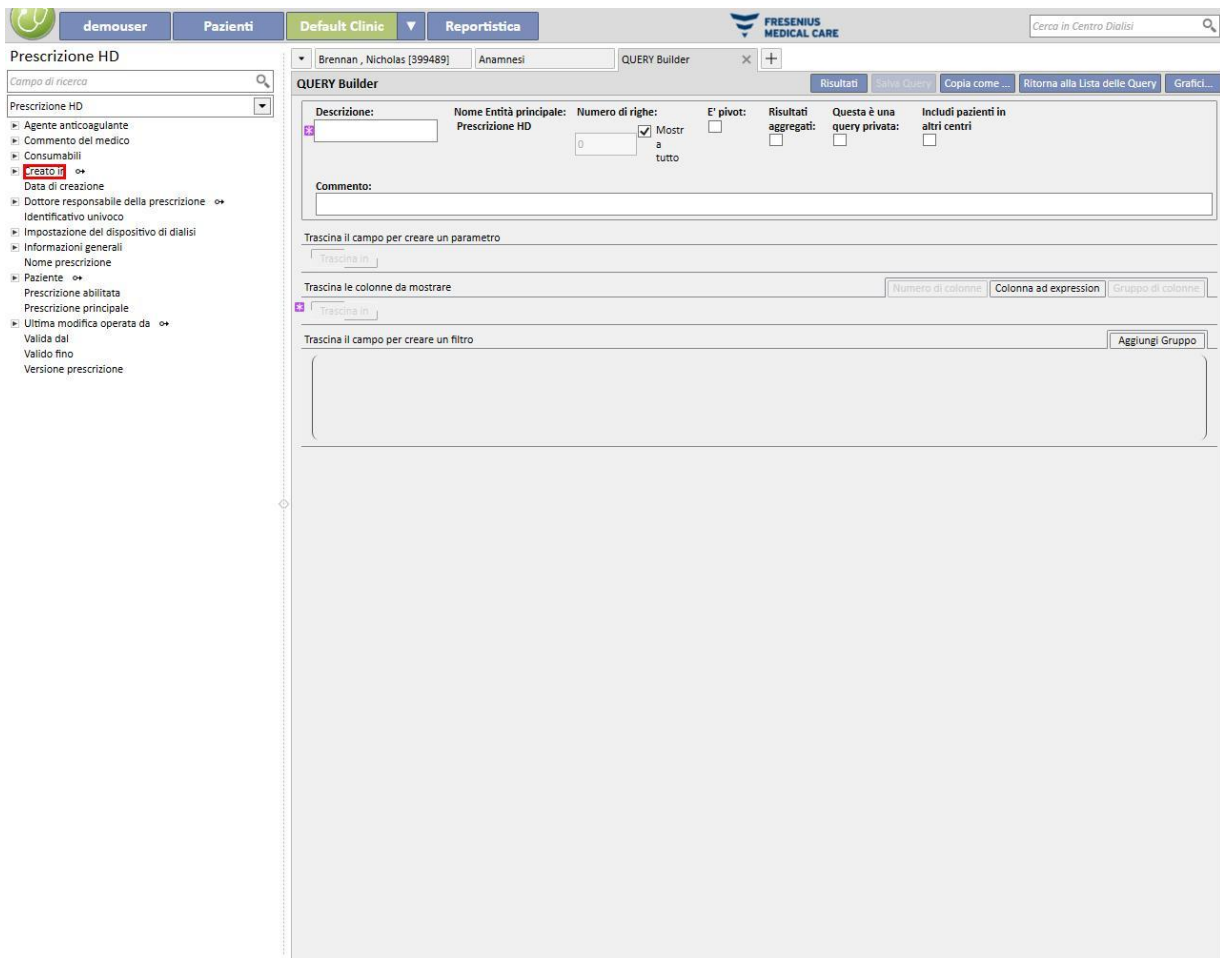 demouser
Pazienti
Default Clinic
Reportistica
FRESENIUS
MEDICAL CARE
Cerca in Centro Dialisi
Prescrizione HD
Campo di ricerca
Prescrizione HD
Agente anticoagulante
Commento del medico
Consumabili
Creato in
Data di creazione
Dottore responsabile della prescrizione
Identificativo univoco
Impostazione del dispositivo di dialisi
Informazioni generali
Nome prescrizione
Paziente
Prescrizione abilitata
Prescrizione principale
Ultima modifica operata da
Valida dal
Valido fino
Versione prescrizione
Brennan , Nicholas [399489]
Anamnesi
QUERY Builder
QUERY Builder
Risultati
Salva Query
Copia come ...
Ritorna alla Lista delle Query
Grafici...
Descrizione:
Nome Entità principale:
Prescrizione HD
Numero di righe:
0
Mostr
a
tutto
E' pivot:
Risultati
aggregati:
Questa è una
query privata:
Includi pazienti in
altri centri
Commento:
Trascina il campo per creare un parametro
Trascina in
Trascina le colonne da mostrare
Numero di colonne
Colonna ad expression
Gruppo di colonne
Trascina in
Trascina il campo per creare un filtro
Aggiungi Gruppo